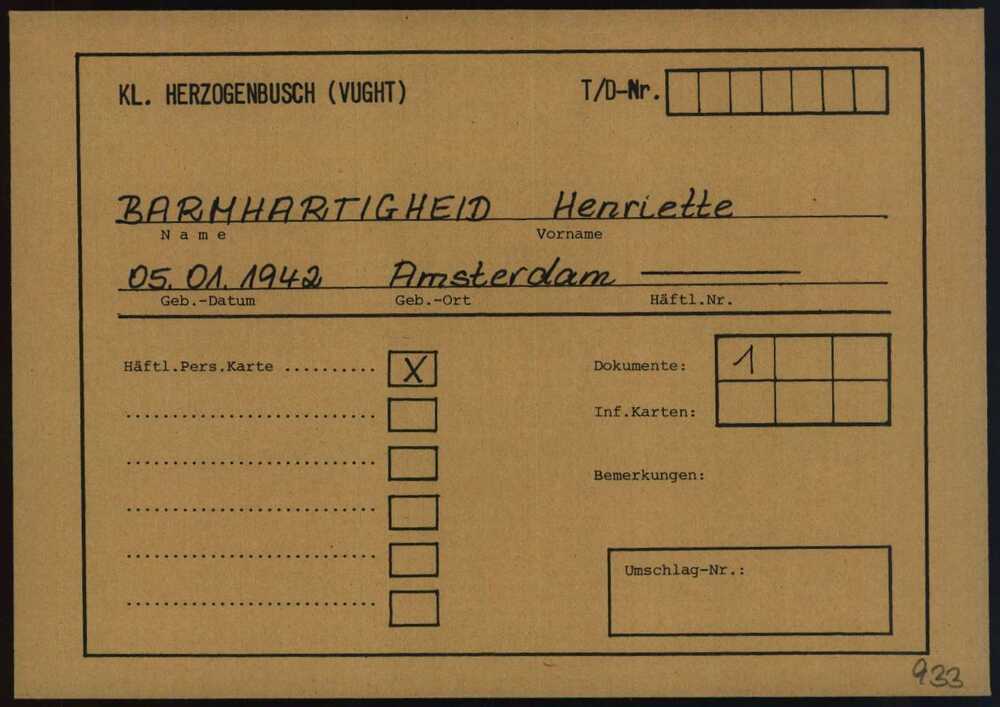 KL. HERZOGENBUSCH (VUGHT) T/D-Nr.
BARMHARTIGHEID Henriette
Name Vorname
05.01.1942 Amsterdam
Geb.-Datum Geb.-Ort Häftl.Nr.
Häftl.Pers.Karte .......... X Dokumente: 1
Inf.Karten:
Bemerkungen:
Umschlag-Nr.:
933